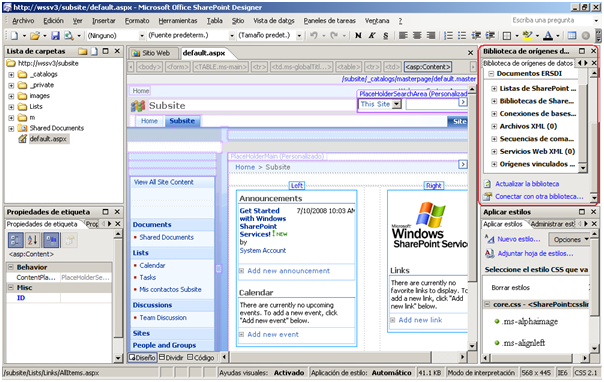 http://wssv3/subsite/default.aspx - Microsoft Office SharePoint Designer
Archivo Edición Ver Insertar Formato Herramientas Tabla Sitio Vista de datos Paneles de tareas Ventana ?
Escriba una pregunta
(Ninguno) (Fuente predeterm.) (Tamaño predet.)
Lista de carpetas
http://wssv3/subsite
_catalogs
_private
images
Lists
m
Shared Documents
default.aspx
Propiedades de etiqueta
Propiedades de etiqueta
<asp:Content>
Behavior
ContentPla... PlaceHolderSe...
Misc
ID
Sitio Web default.aspx
<body> <form> <TABLE.ms-main> <tr> <td.ms-globalTitl...> <table> <tr> <td> <asp:Content>
/subsite/_catalogs/masterpage/default.master
Home
PlaceHolderSearchArea (Personalizado)
Subsite
This Site
Home Subsite
Site
PlaceHolderMain (Personalizado)
Home > Subsite
View All Site Content
Documents
Shared Documents
Lists
Calendar
Tasks
Mis contactos Subsite
Discussions
Team Discussion
Sites
People and Groups
Left
Announcements
Get Started with Windows SharePoint Services! NEW
7/10/2008 10:03 AM
by
System Account
Add new announcement
Calendar
There are currently no upcoming events. To add a new event, click "Add new event" below.
Add new event
Right
Microsoft
Windows
SharePoint Servic
Links
There are currently no favorite links to display. To add a new link, click "Add new link" below.
Add new link
Diseño Dividir Código
Biblioteca de orígenes d...
Biblioteca de orígenes de datos
Documentos ERSDI
Listas de SharePoint ...
Bibliotecas de Share...
Conexiones de bases...
Archivos XML (0)
Secuencias de coma...
Servicios Web XML (0)
Orígenes vinculados ...
Actualizar la biblioteca
Conectar con otra biblioteca...
Aplicar estilos
Aplicar estilos Administrar est
Nuevo estilo... Opciones
Adjuntar hoja de estilos...
Seleccione el estilo CSS que va
Borrar estilos
core.css - <SharePoint:csslin
.ms-alphaimage
.ms-alignleft
/subsite/Lists/Links/AllItems.aspx
Ayudas visuales: Activado Aplicación de estilo: Automático 41.1 KB Modo de interpretación 568 x 445 IE6 CSS 2.1